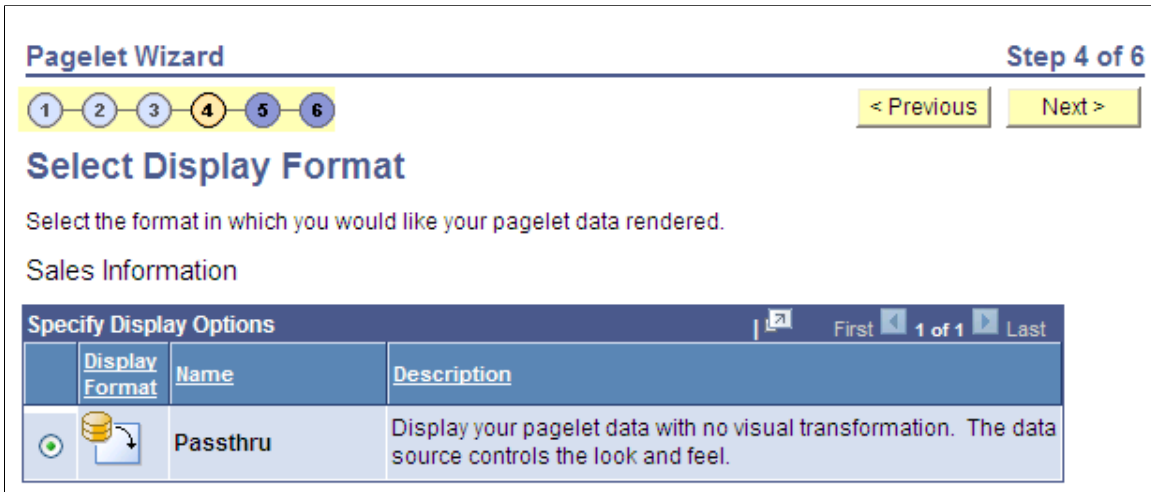 Pagelet Wizard
Step 4 of 6
1 2 3 4 5 6
< Previous
Next >
Select Display Format
Select the format in which you would like your pagelet data rendered.
Sales Information
Specify Display Options
First 1 of 1 Last
Display
Format
Name
Description
Passthru
Display your pagelet data with no visual transformation. The data
source controls the look and feel.